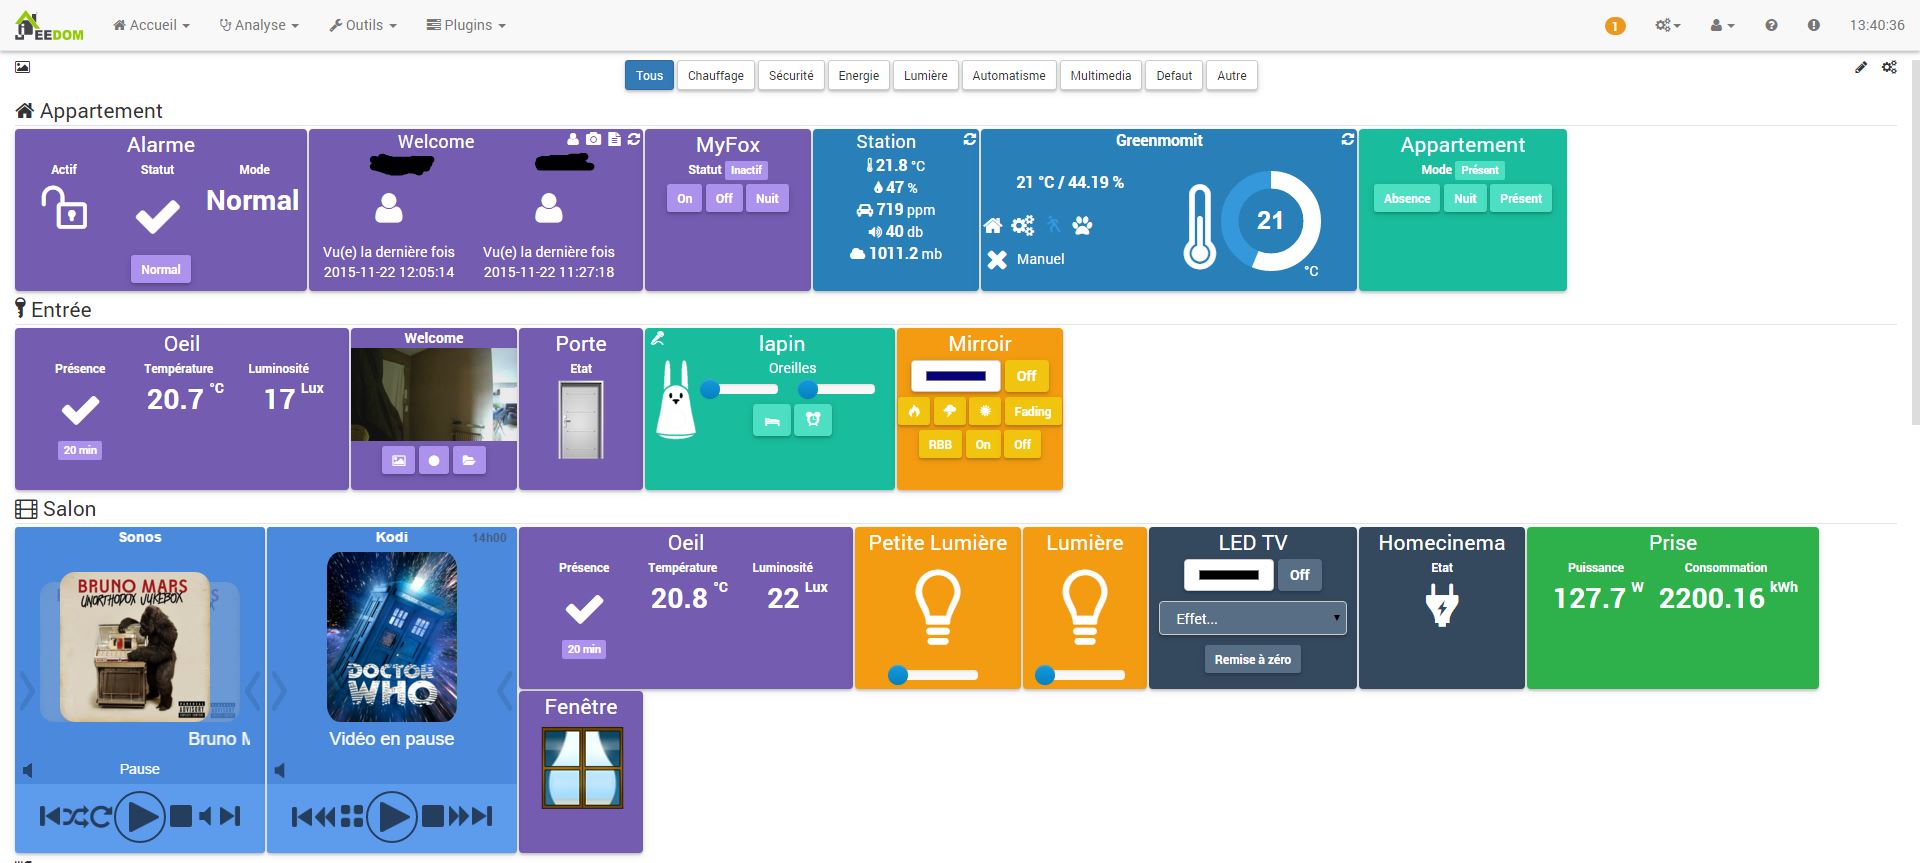 JEEDOM
Accueil
Analyse
Outils
Plugins
1
13:40:36
Tous
Chauffage
Sécurité
Energie
Lumière
Automatisme
Multimedia
Defaut
Autre
Appartement
Alarme
Actif
Statut
Mode
Normal
Normal
Welcome
Vu(e) la dernière fois
2015-11-22 12:05:14
Vu(e) la dernière fois
2015-11-22 11:27:18
MyFox
Statut Inactif
On
Off
Nuit
Station
21.8 °C
47 %
719 ppm
40 db
1011.2 mb
Greenmomit
21 °C / 44.19 %
Manuel
21
°C
Appartement
Mode Présent
Absence
Nuit
Présent
Entrée
Oeil
Présence
Température
Luminosité
20.7 °C
17 Lux
20 min
Welcome
Porte
Etat
lapin
Oreilles
Mirroir
Off
Fading
RBB
On
Off
Salon
Sonos
BRUNO MARS
UNORTHODOX JUKEBOX
Bruno M
Pause
Kodi
14h00
DOCTOR
WHO
Vidéo en pause
Oeil
Présence
Température
Luminosité
20.8 °C
22 Lux
20 min
Petite Lumière
Lumière
LED TV
Off
Effet...
Remise à zéro
Homecinema
Etat
Prise
Puissance
Consommation
127.7 W
2200.16 kWh
Fenêtre